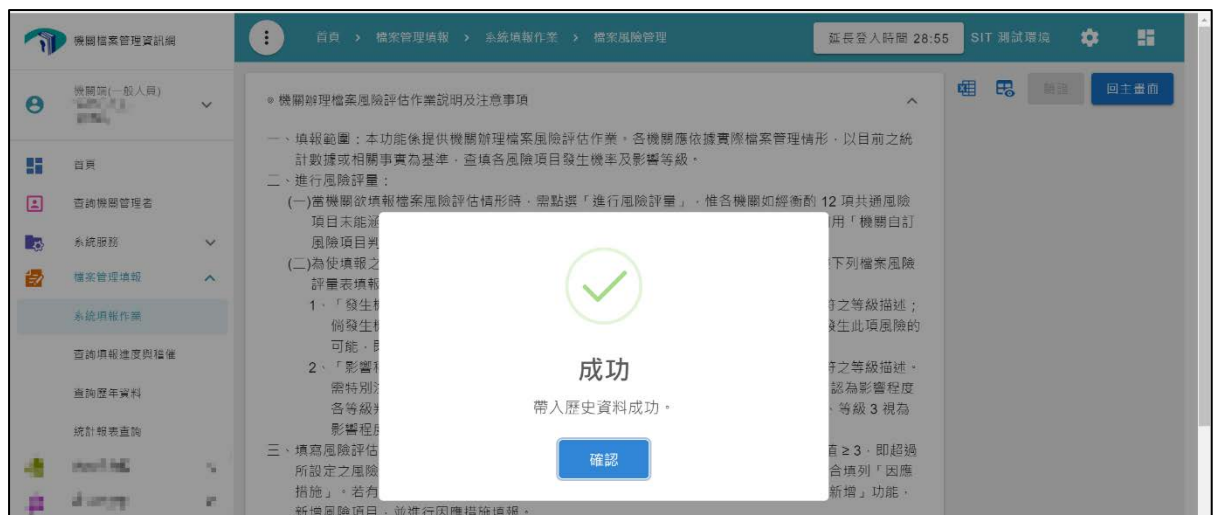 機關檔案管理資訊網
首頁 > 檔案管理填報 > 系統填報作業 > 檔案風險管理
延長登入時間 28:55
SIT 測試環境
機關端(一般人員)
回主畫面
首頁
查詢機關管理者
系統服務
檔案管理填報
系統填報作業
查詢填報進度與稽催
查詢歷年資料
統計報表查詢
◎機關辦理檔案風險評估作業說明及注意事項
一、填報範圍：本功能係提供機關辦理檔案風險評估作業。各機關應依據實際檔案管理情形，以目前之統
計數據或相關事實為基準，查填各風險項目發生機率及影響等級。
二、進行風險評量：
(一)當機關欲填報檔案風險評估情形時，需點選「進行風險評量」，惟各機關如經衡酌 12 項共通風險
項目未能涵 用「機關自訂
風險項目判
(二)為使填報之 下列檔案風險
評量表填報
1、「發生機 符之等級描述；
倘發生機 發生此項風險的
可能，即
2、「影響程 符之等級描述。
需特別注 認為影響程度
各等級判 、等級 3 視為
影響程度
三、填寫風險評估 值 ≥ 3，即超過
所設定之風險 合填列「因應
措施」。若有 新增」功能，
新增風險項目，並進行因應措施填報。
成功
帶入歷史資料成功。
確認